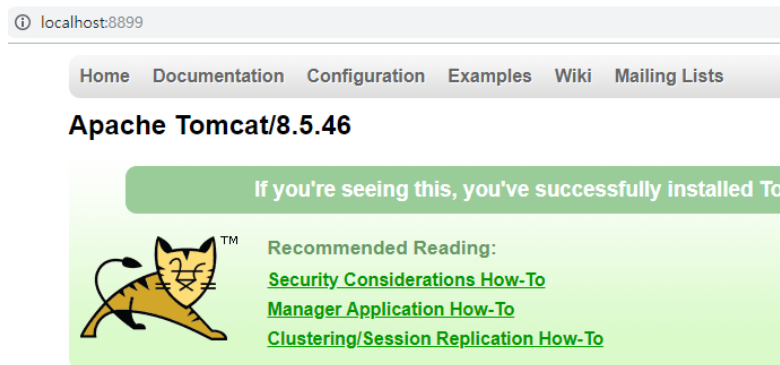 localhost:8899
Home Documentation Configuration Examples Wiki Mailing Lists
Apache Tomcat/8.5.46
If you're seeing this, you've successfully installed To
TM
Recommended Reading:
Security Considerations How-To
Manager Application How-To
Clustering/Session Replication How-To